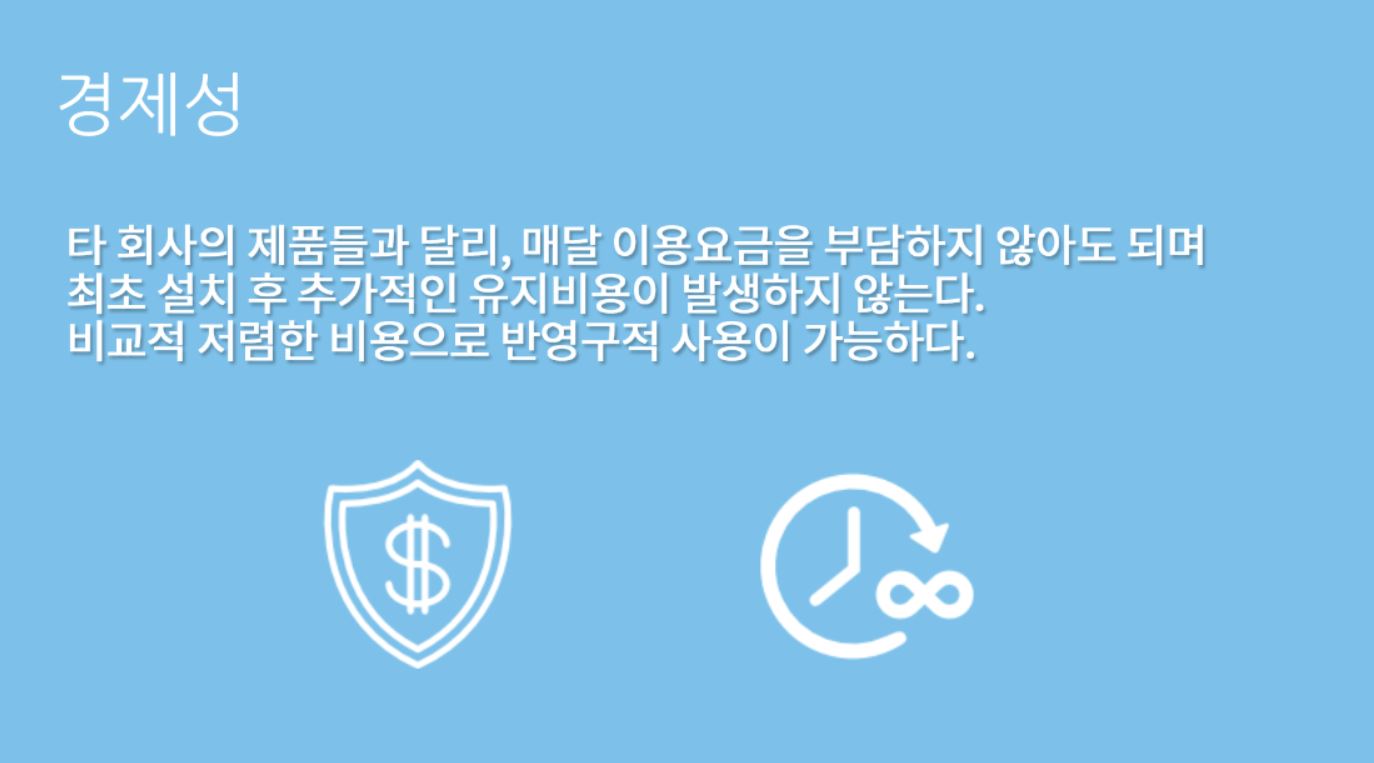 경제성
타 회사의 제품들과 달리, 매달 이용요금을 부담하지 않아도 되며
최초 설치 후 추가적인 유지비용이 발생하지 않는다.
비교적 저렴한 비용으로 반영구적 사용이 가능하다.